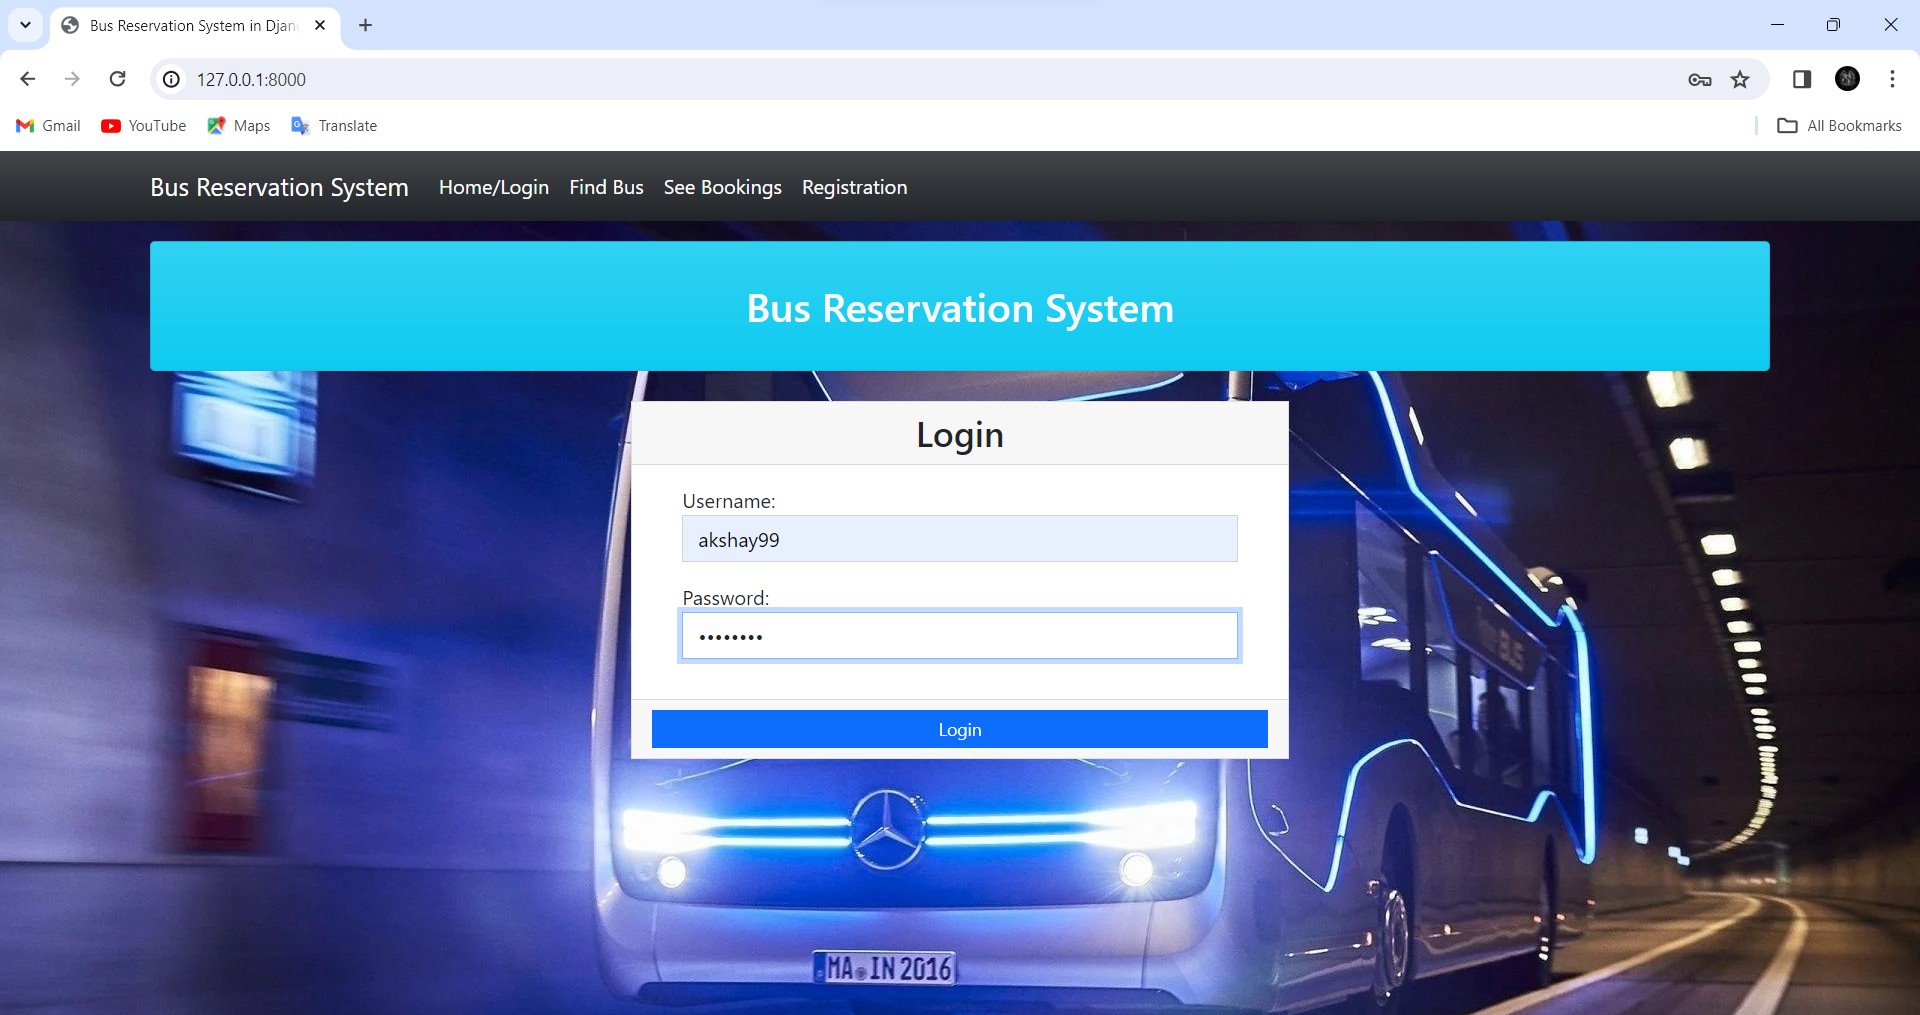 Bus Reservation System in Djan
127.0.0.1:8000
Gmail YouTube Maps Translate All Bookmarks
Bus Reservation System Home/Login Find Bus See Bookings Registration
Bus Reservation System
Login
Username:
akshay99
Password:
••••••••
Login
BUS
MA IN 2016